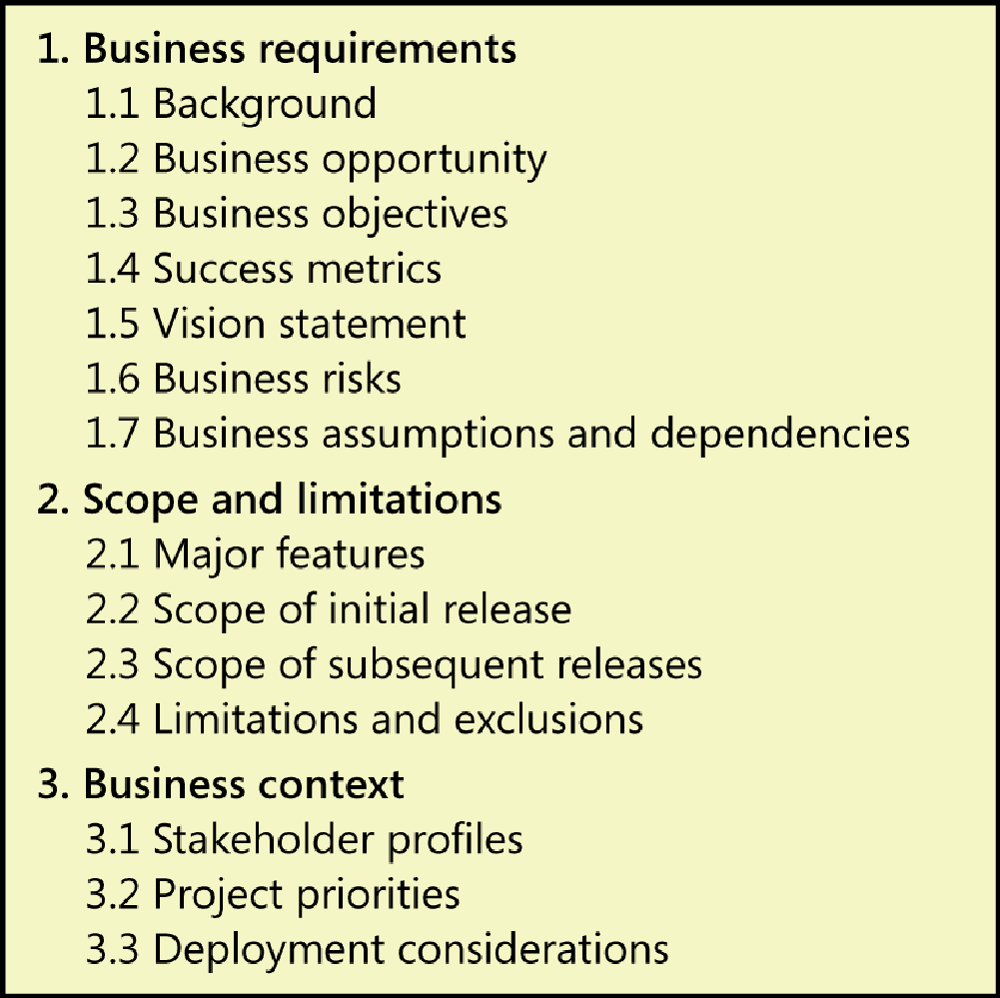 1. Business requirements
1.1 Background
1.2 Business opportunity
1.3 Business objectives
1.4 Success metrics
1.5 Vision statement
1.6 Business risks
1.7 Business assumptions and dependencies
2. Scope and limitations
2.1 Major features
2.2 Scope of initial release
2.3 Scope of subsequent releases
2.4 Limitations and exclusions
3. Business context
3.1 Stakeholder profiles
3.2 Project priorities
3.3 Deployment considerations